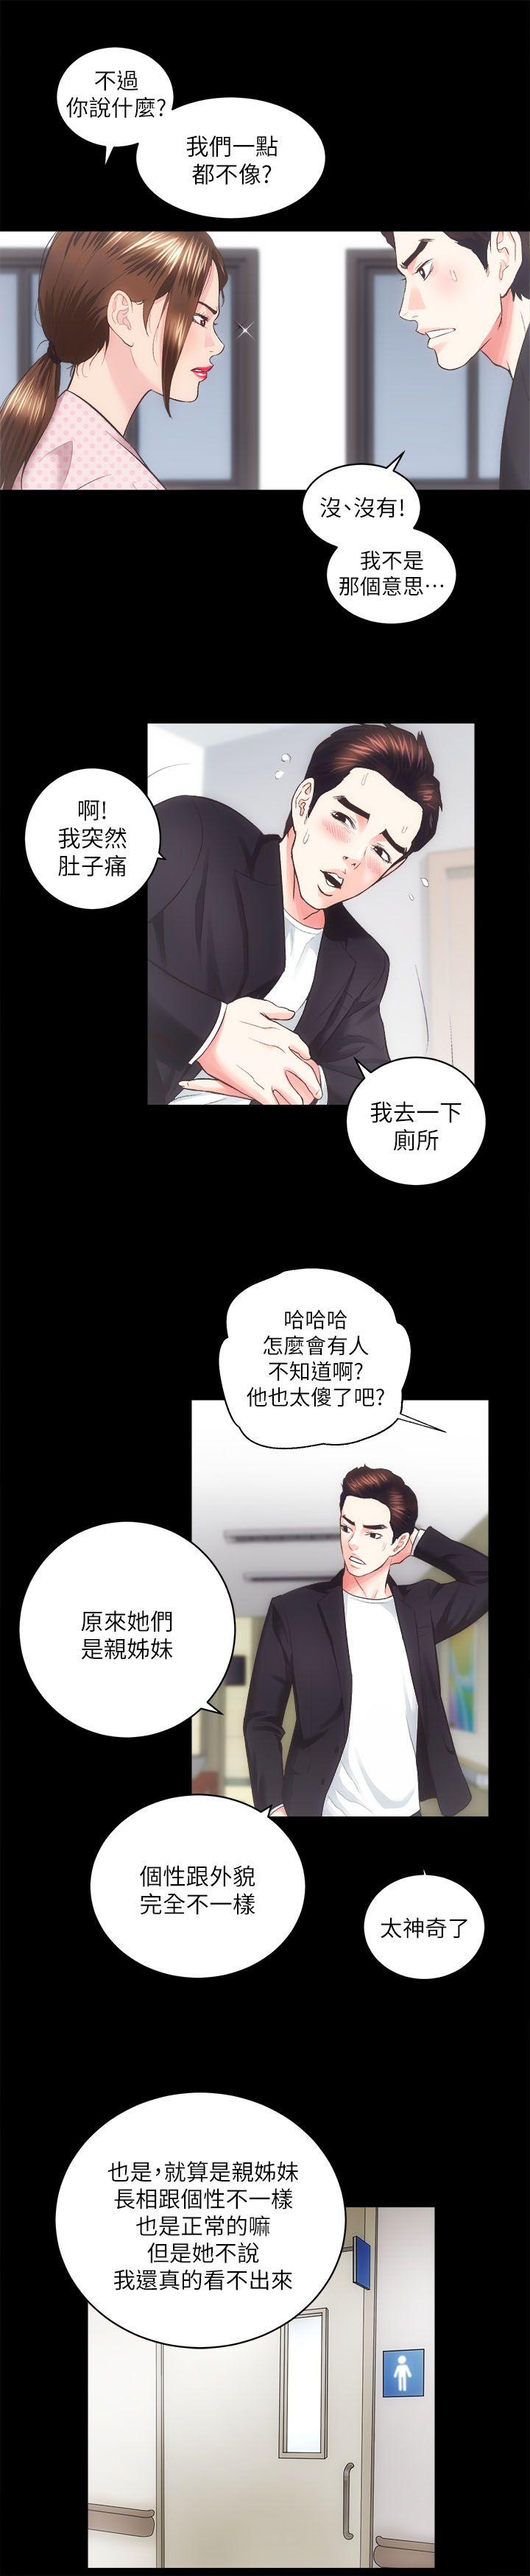 不過
你說什麼?
我們一點
都不像?
沒、沒有!
我不是
那個意思…
啊!
我突然
肚子痛
我去一下
廁所
哈哈哈
怎麼會有人
不知道啊?
他也太傻了吧?
原來她們
是親姊妹
個性跟外貌
完全不一樣
太神奇了
也是,就算是親姊妹
長相跟個性不一樣
也是正常的嘛
但是她不說
我還真的看不出來